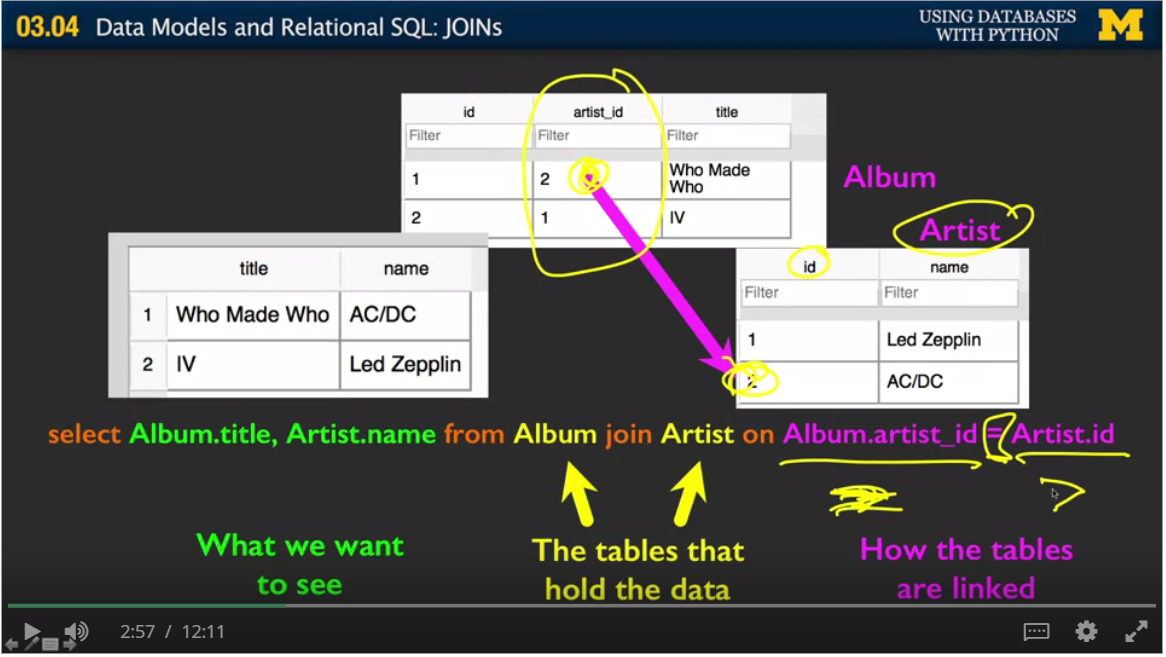 03.04 Data Models and Relational SQL: JOINs
USING DATABASES
WITH PYTHON
M
id artist_id title
Filter Filter Filter
1 2 Who Made
Who
2 1 IV
Album
Artist
id name
Filter Filter
1 Led Zepplin
2 AC/DC
title name
1 Who Made Who AC/DC
2 IV Led Zepplin
select Album.title, Artist.name from Album join Artist on Album.artist_id = Artist.id
What we want
to see
The tables that
hold the data
How the tables
are linked
2:57 / 12:11